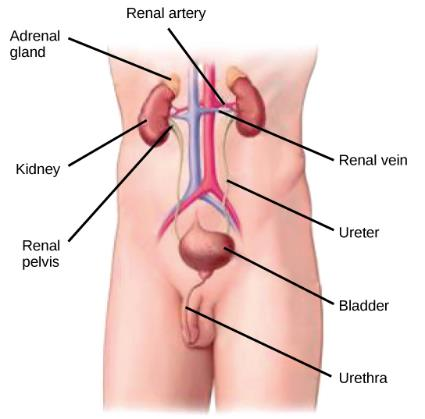 Renal artery
Adrenal
gland
Kidney
Renal vein
Ureter
Renal
pelvis
Bladder
Urethra